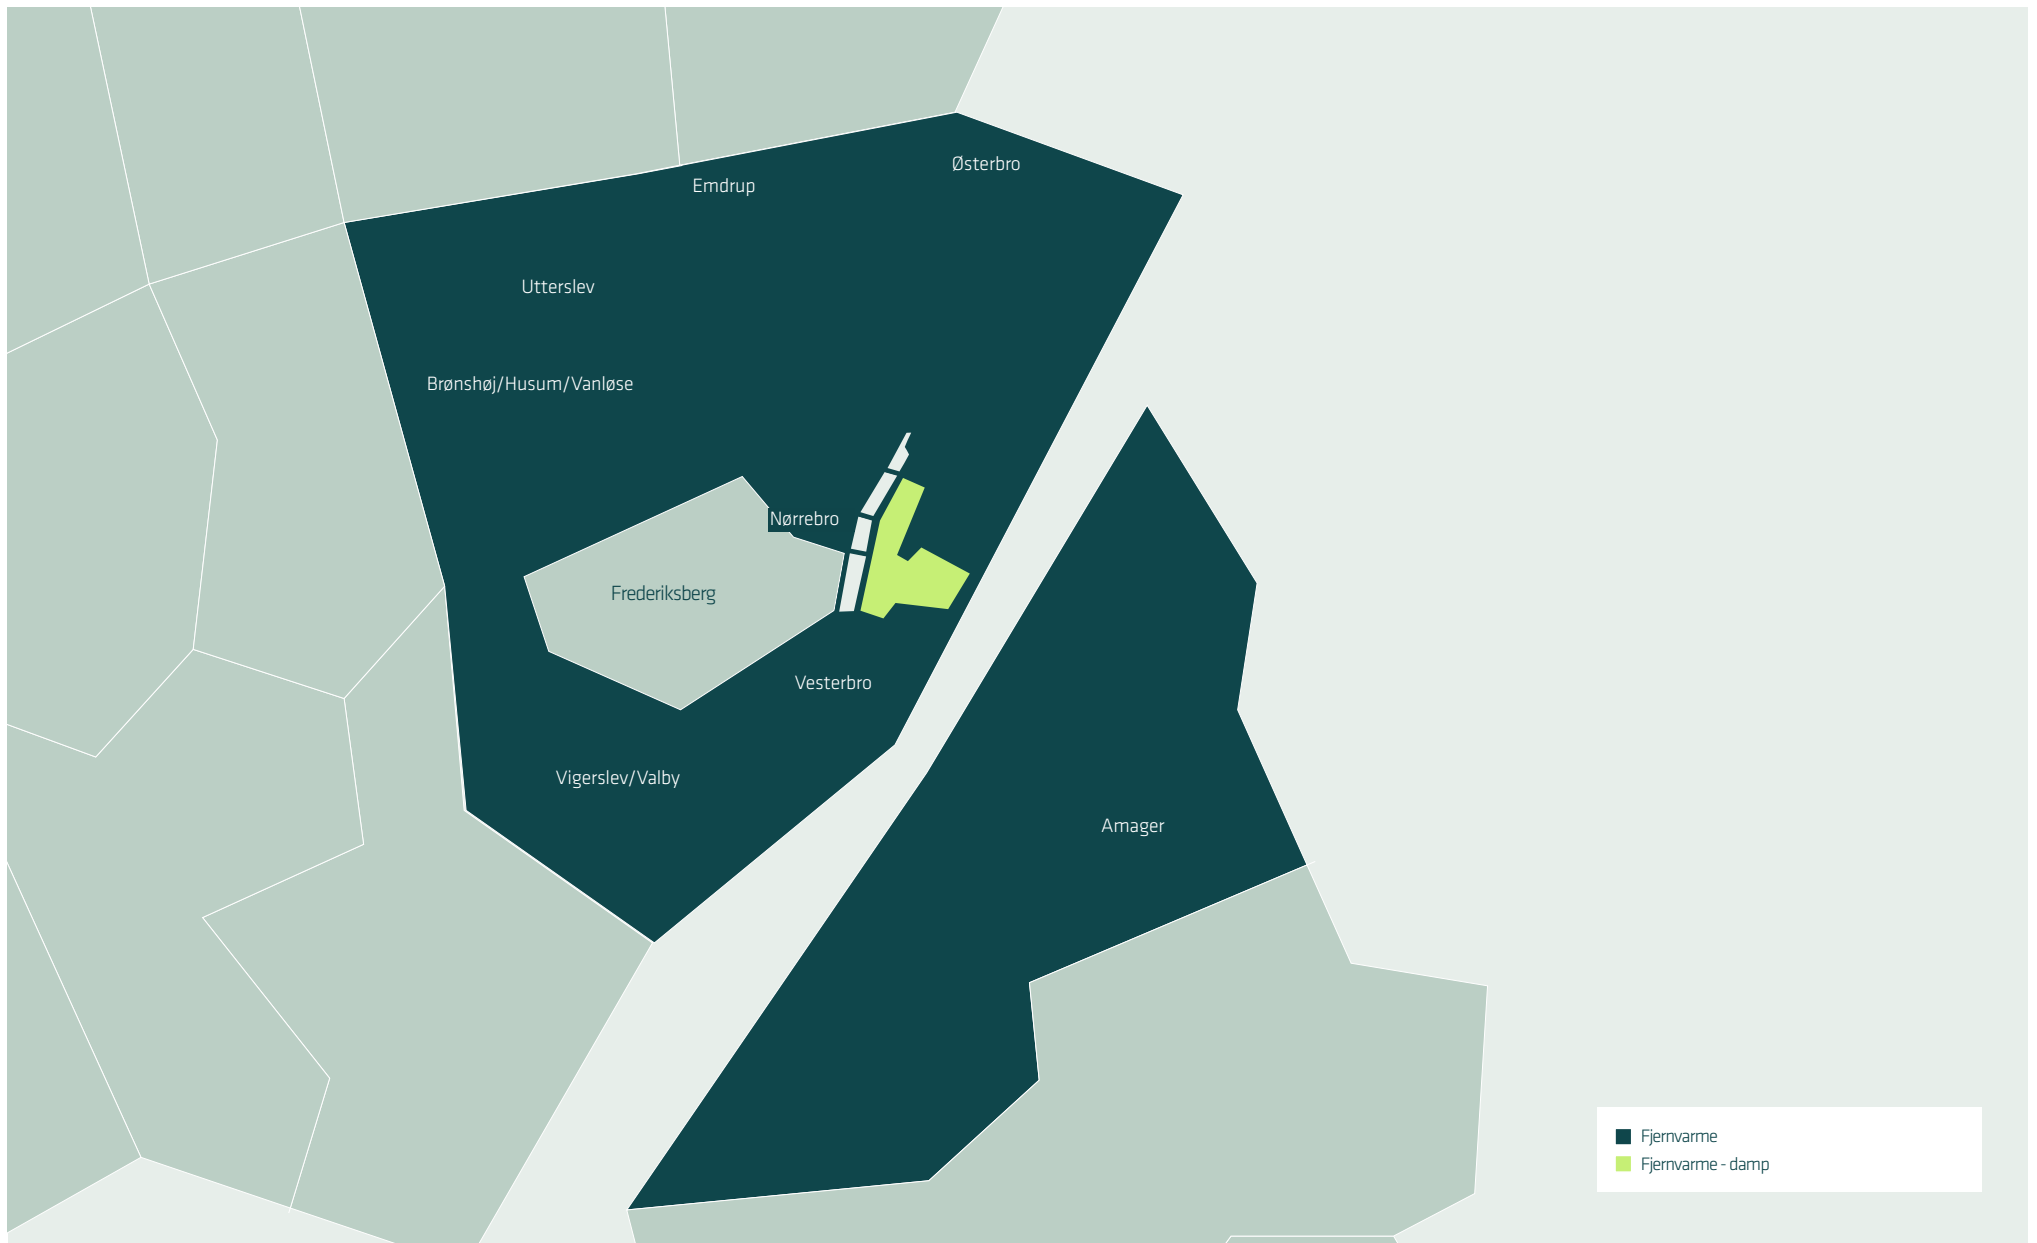 Østerbro
Emdrup
Utterslev
Brønshøj/Husum/Vanløse
Nørrebro
Frederiksberg
Vesterbro
Vigerslev/Valby
Amager
Fjernvarme
Fjernvarme - damp